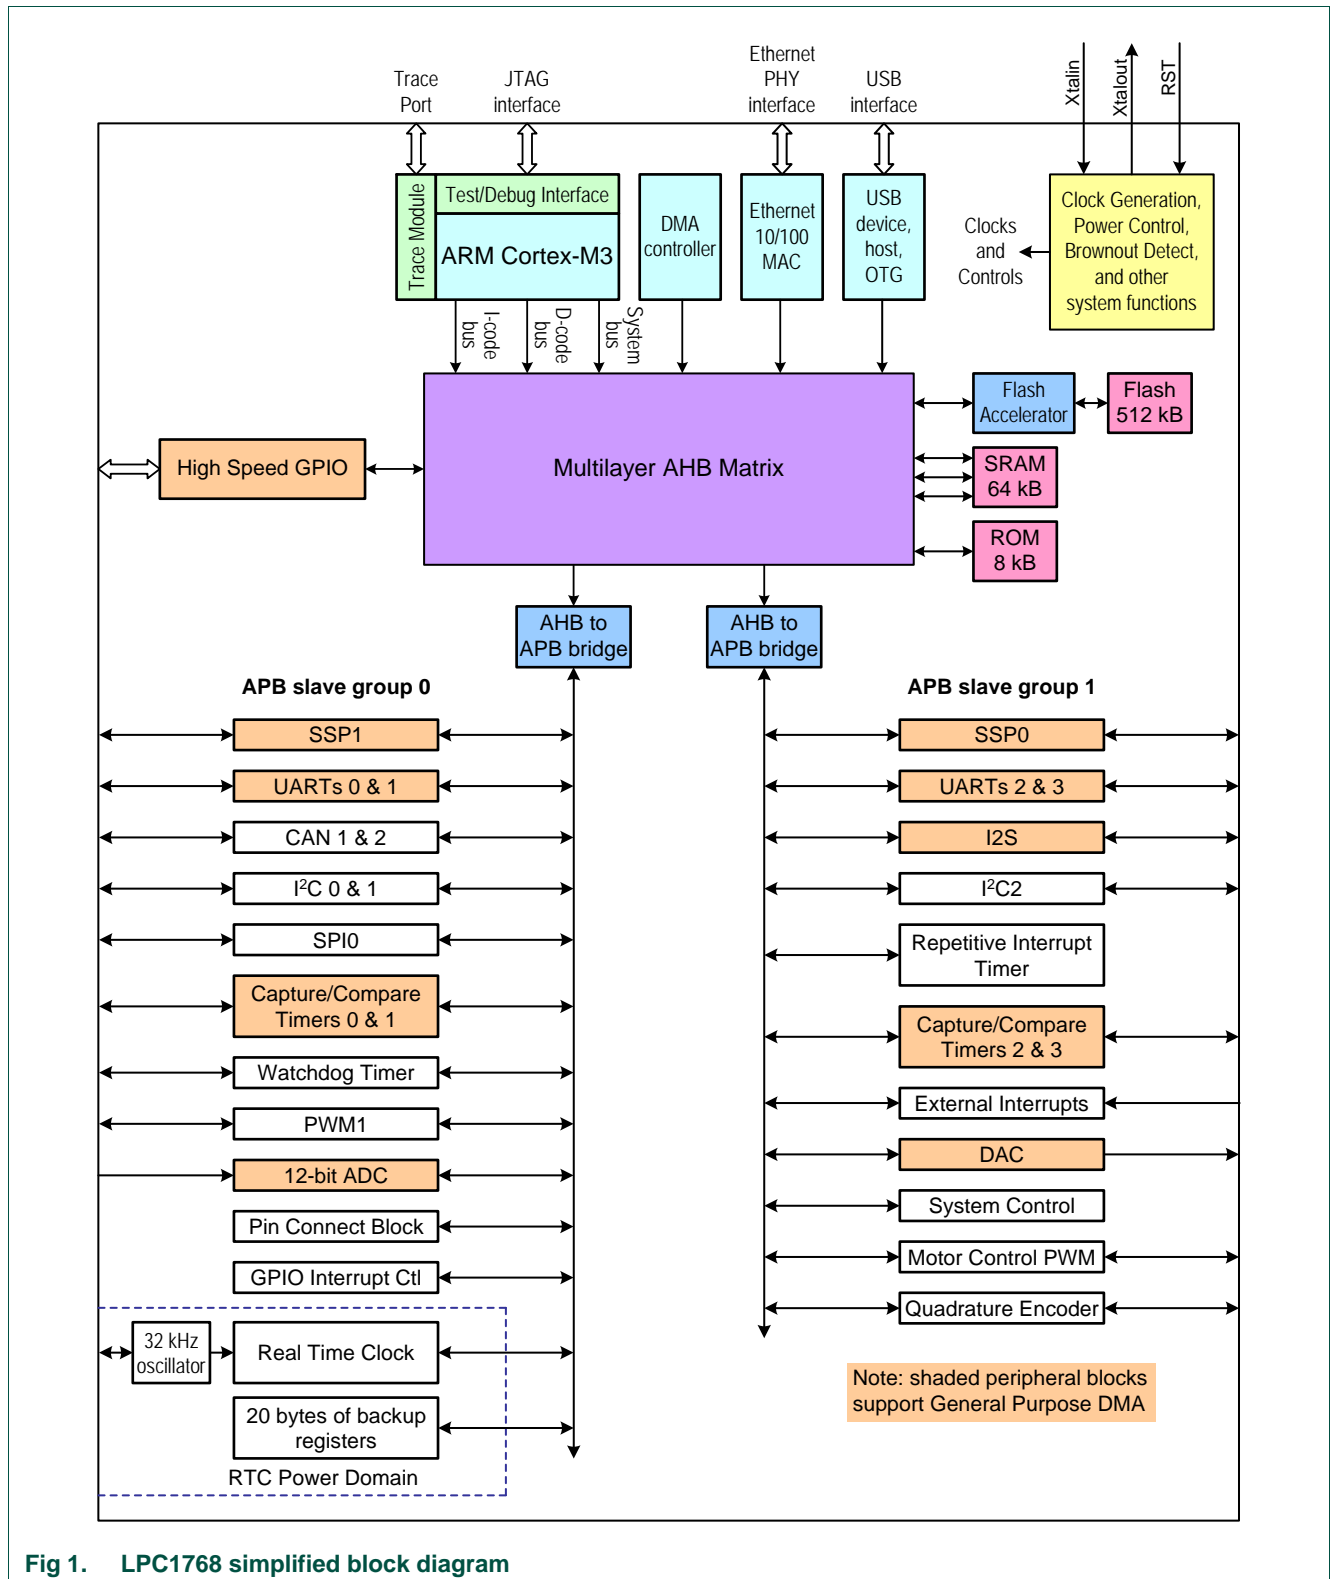 Trace
Port
JTAG
interface
Ethernet
PHY
interface
USB
interface
Xtalin
Xtalout
RST
Trace Module
Test/Debug Interface
ARM Cortex-M3
DMA
controller
Ethernet
10/100
MAC
USB
device,
host,
OTG
Clocks
and
Controls
Clock Generation,
Power Control,
Brownout Detect,
and other
system functions
I-code
bus
D-code
bus
System
bus
Multilayer AHB Matrix
High Speed GPIO
Flash
Accelerator
Flash
512 kB
SRAM
64 kB
ROM
8 kB
AHB to
APB bridge
AHB to
APB bridge
APB slave group 0
SSP1
UARTs 0 & 1
CAN 1 & 2
I²C 0 & 1
SPI0
Capture/Compare
Timers 0 & 1
Watchdog Timer
PWM1
12-bit ADC
Pin Connect Block
GPIO Interrupt Ctl
32 kHz
oscillator
Real Time Clock
20 bytes of backup
registers
RTC Power Domain
APB slave group 1
SSP0
UARTs 2 & 3
I2S
I²C2
Repetitive Interrupt
Timer
Capture/Compare
Timers 2 & 3
External Interrupts
DAC
System Control
Motor Control PWM
Quadrature Encoder
Note: shaded peripheral blocks
support General Purpose DMA
Fig 1. LPC1768 simplified block diagram